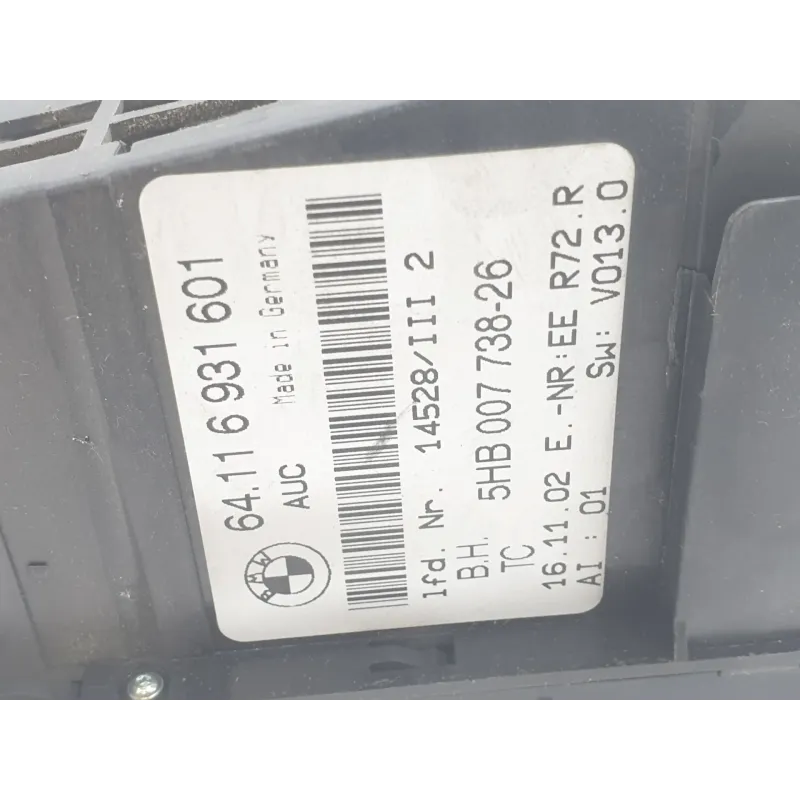 BMW
64.11 6 931 601
AUC
Made in Germany
lfd. Nr. 14528/III 2
B.H. 5HB 007 738-26
TC
16.11.02 E.-NR:EE R72.R
AI : 01 SW: V013.0